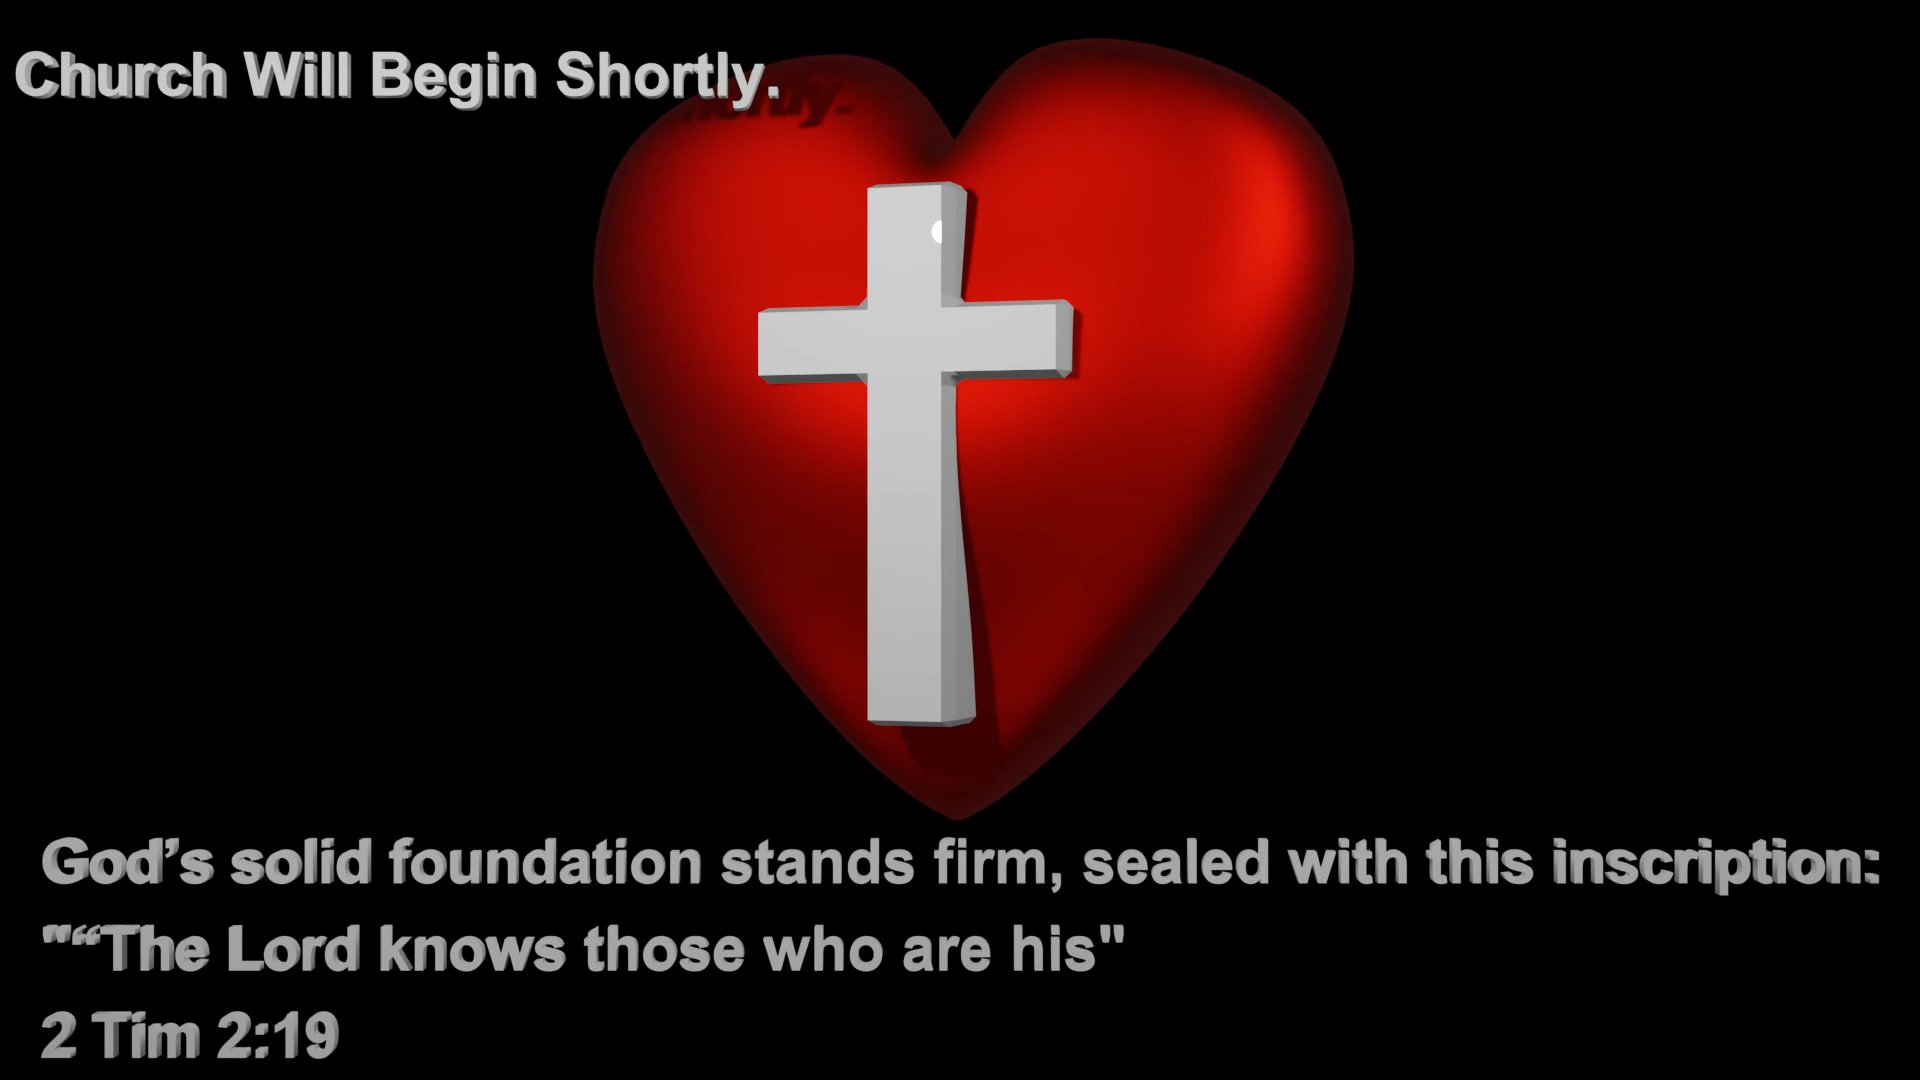 Church Will Begin Shortly.
God’s solid foundation stands firm, sealed with this inscription:
"“The Lord knows those who are his"
2 Tim 2:19